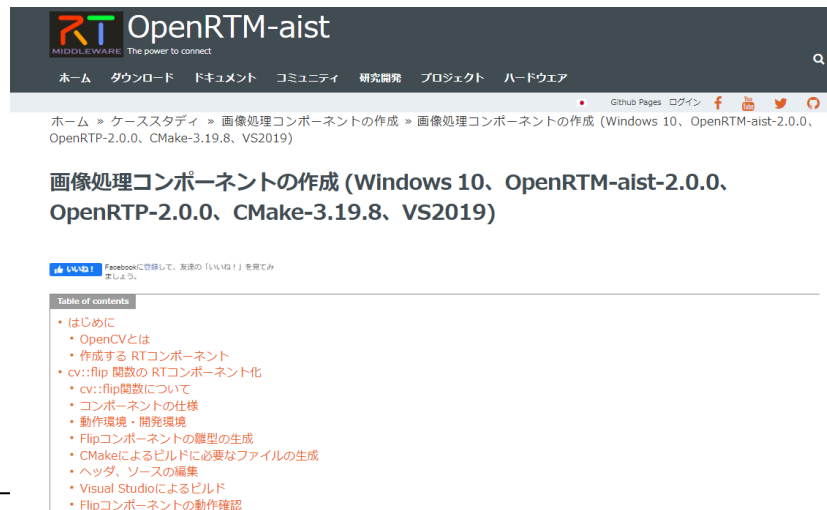 RT OpenRTM-aist
MIDDLEWARE The power to connect
ホーム ダウンロード ドキュメント コミュニティ 研究開発 プロジェクト ハードウエア
Github Pages ログイン f You Tube
ホーム » ケーススタディ » 画像処理コンポーネントの作成 » 画像処理コンポーネントの作成 (Windows 10、OpenRTM-aist-2.0.0、
OpenRTP-2.0.0、CMake-3.19.8、VS2019)
画像処理コンポーネントの作成 (Windows 10、OpenRTM-aist-2.0.0、
OpenRTP-2.0.0、CMake-3.19.8、VS2019)
いいね！ Facebookに登録して、友達の「いいね！」を見てみ
ましょう。
Table of contents
• はじめに
• OpenCVとは
• 作成する RTコンポーネント
• cv::flip 関数の RTコンポーネント化
• cv::flip関数について
• コンポーネントの仕様
• 動作環境・開発環境
• Flipコンポーネントの雛型の生成
• CMakeによるビルドに必要なファイルの生成
• ヘッダ、ソースの編集
• Visual Studioによるビルド
• Flipコンポーネントの動作確認